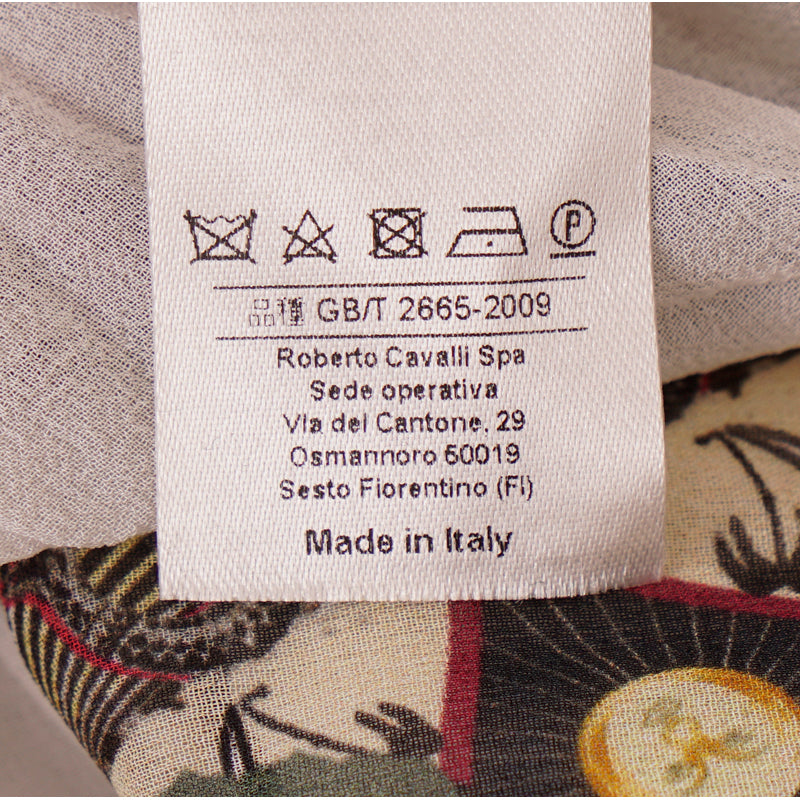 P
品種 GB/T 2665-2009
Roberto Cavalli Spa
Sede operativa
Via del Cantone, 29
Osmannoro 50019
Sesto Fiorentino (FI)
Made in Italy